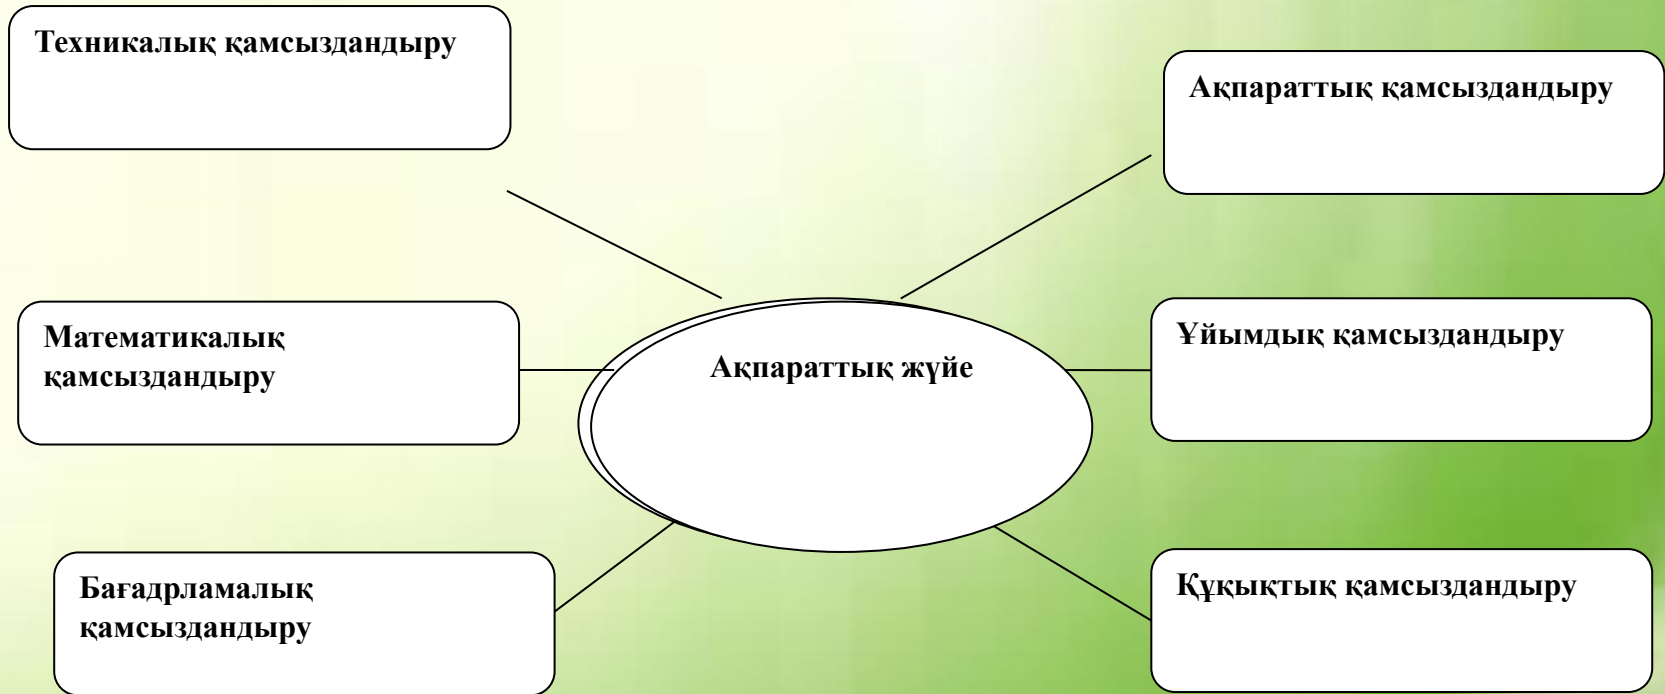 Техникалық қамсыздандыру
Ақпараттық қамсыздандыру
Математикалық
қамсыздандыру
Ақпараттық жүйе
Ұйымдық қамсыздандыру
Бағадрламалық
қамсыздандыру
Құқықтық қамсыздандыру